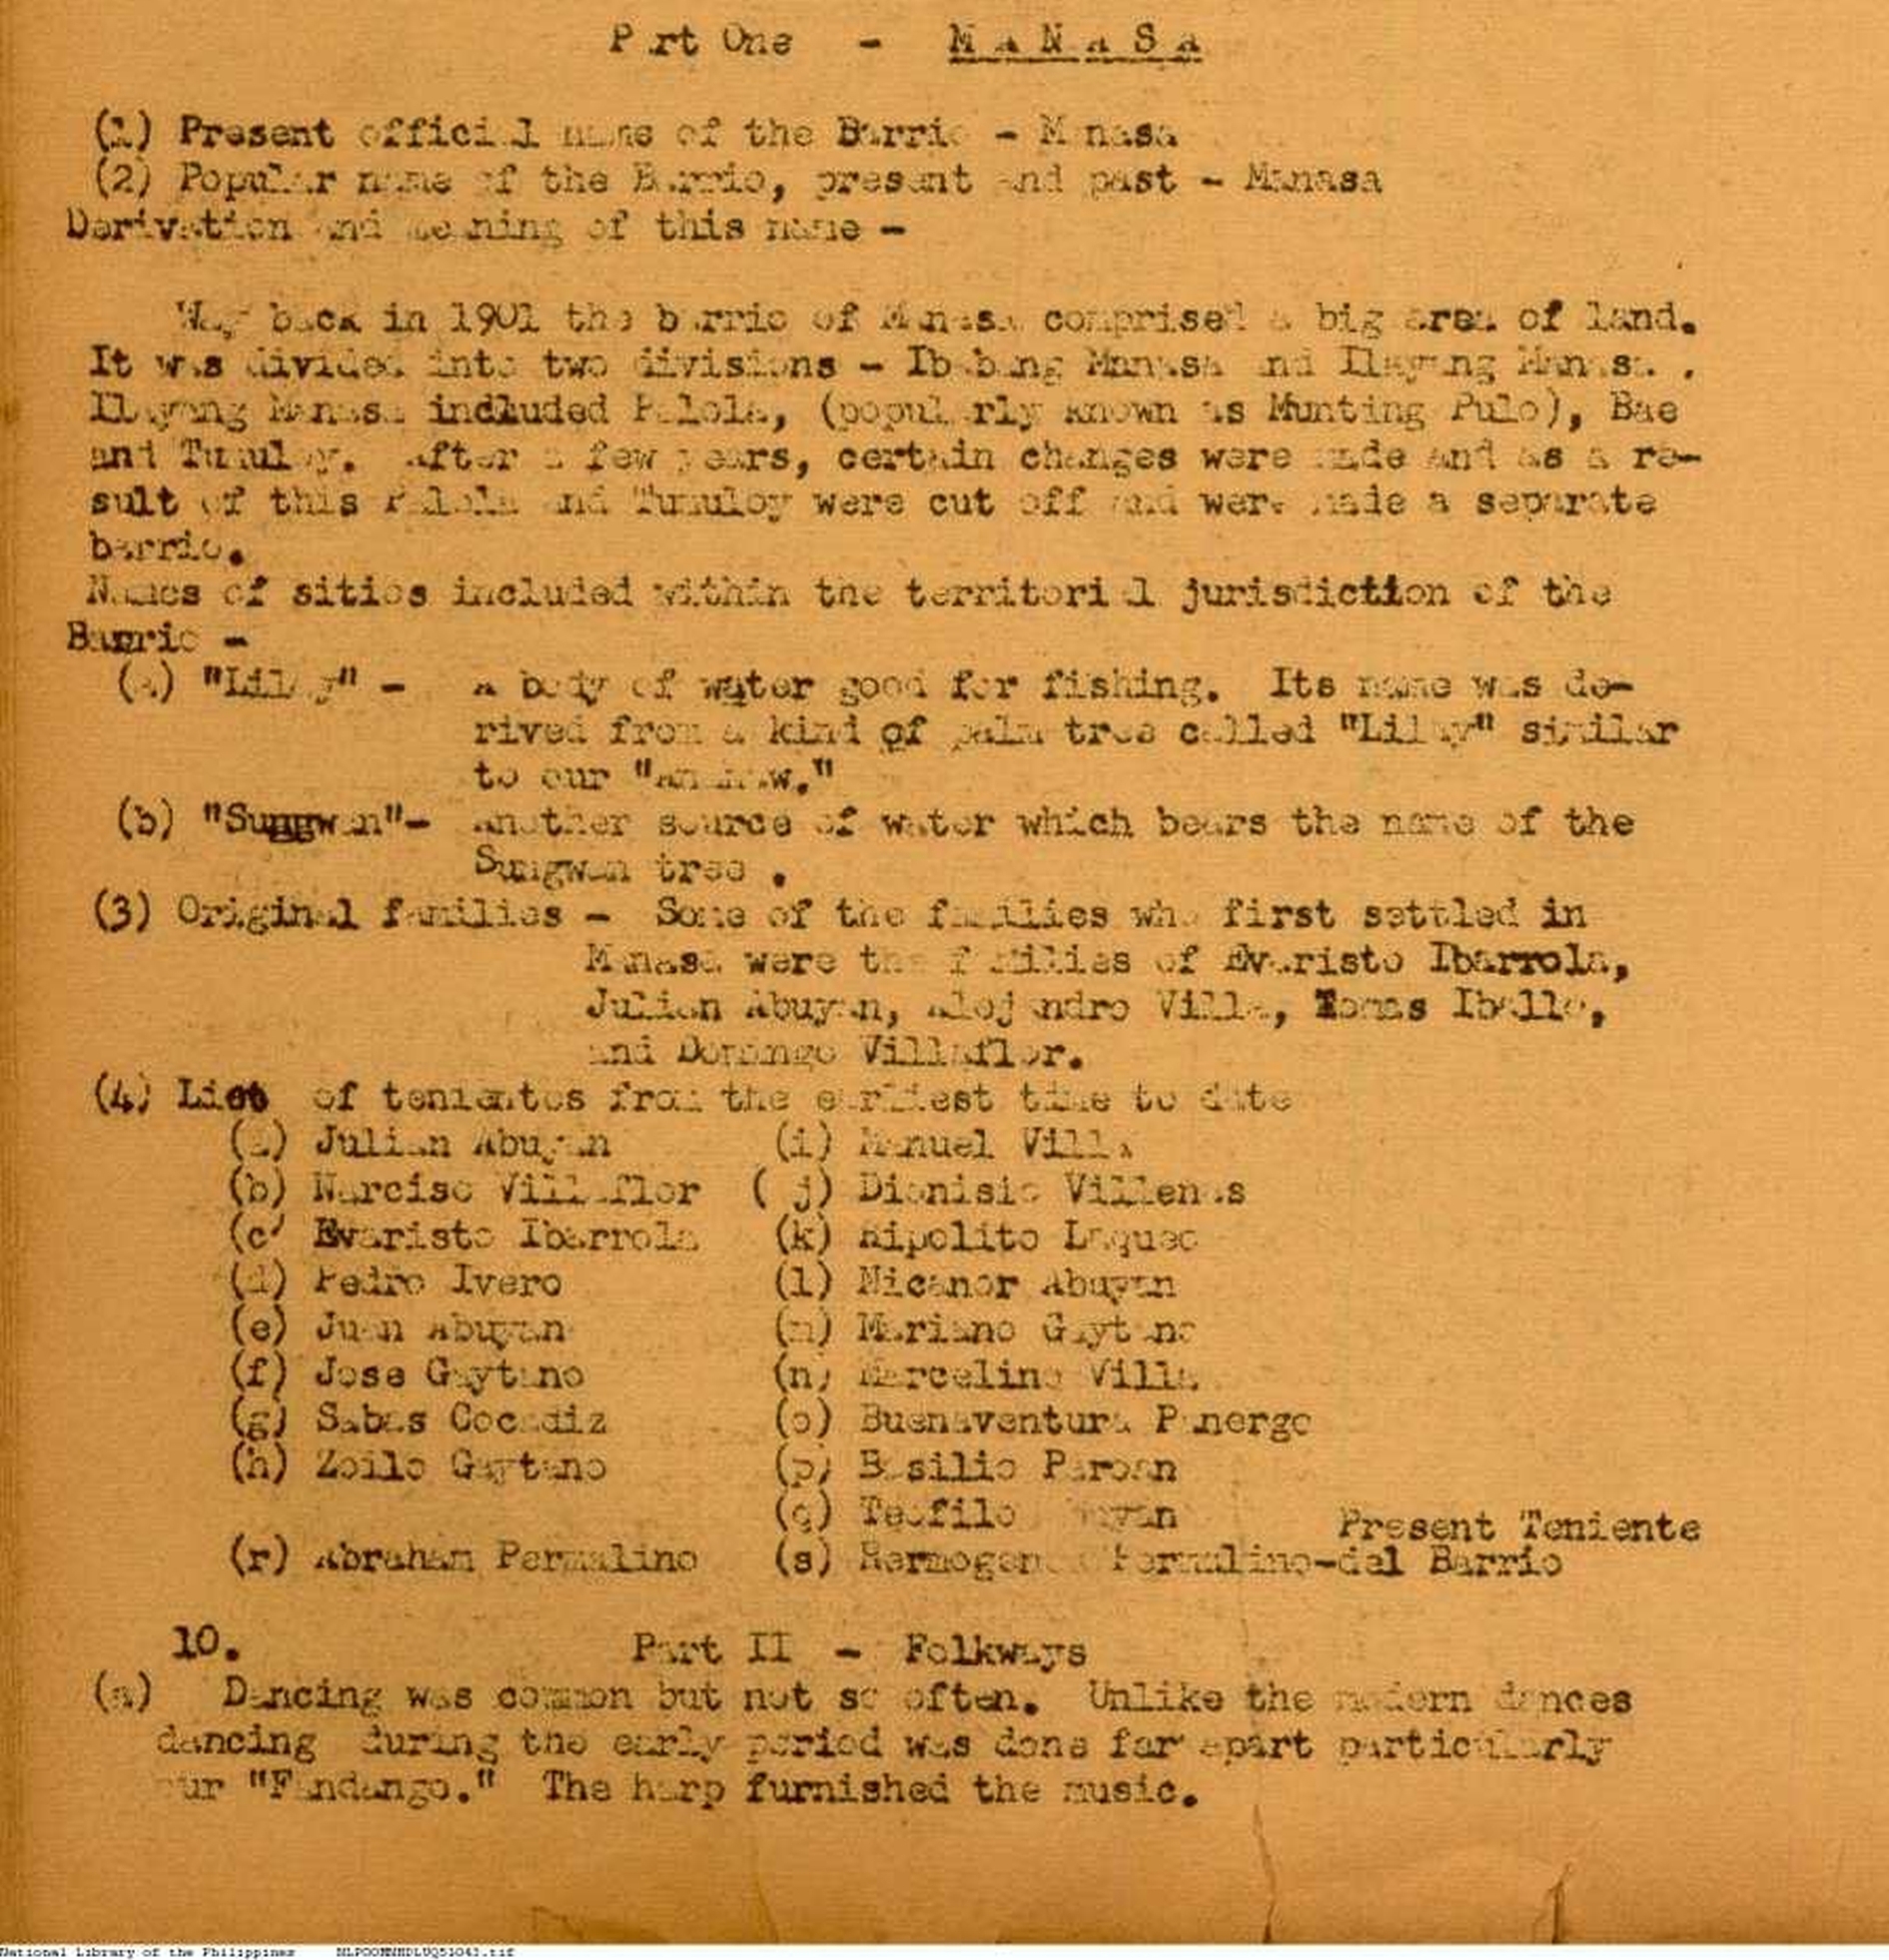 Part One - MANASA
(1) Present official name of the Barrio - Manasa
(2) Popular name of the Barrio, present and past - Manasa
Derivation and meaning of this name -
Way back in 1901 the barrio of Manasa comprised a big area of land.
It was divided into two divisions - Ibabang Manasa and Ilayang Manasa .
Ilayang Manasa included Palola, (popularly known as Munting Pulo), Bae
and Tumuloy. After a few years, certain changes were made and as a re-
sult of this Palola and Tumuloy were cut off and were made a separate
barrio.
Names of sitios included within the territorial jurisdiction of the
Barrio -
(a) "Lilay" - A body of water good for fishing. Its name was de-
rived from a kind of palm tree called "Lilay" similar
to our "Anahaw."
(b) "Sungwan"- Another source of water which bears the name of the
Sungwan tree .
(3) Original families - Some of the families who first settled in
Manasa were the families of Evaristo Ibarrola,
Julian Abuyan, Alejandro Villa, Tomas Iballa,
and Domingo Villaflor.
(4) List of tenientes from the earliest time to date
(a) Julian Abuyan (i) Manuel Villa
(b) Narciso Villaflor ( j) Dionisio Villenas
(c) Evaristo Ibarrola (k) Hipolito Laqueo
(d) Pedro Ivero (l) Nicanor Abuyan
(e) Juan Abuyan (m) Mariano Gaytano
(f) Jose Gaytano (n) Marcelino Villa
(g) Sabas Cocadiz (o) Buenaventura Panergo
(h) Zoilo Gaytano (p) Basilio Paroan
(q) Teofilo Abuyan Present Teniente
(r) Abraham Permalino (s) Hermogenes Permalino-del Barrio
10. Part II - Folkways
(a) Dancing was common but not so often. Unlike the modern dances
dancing during the early period was done far apart particularly
our "Fandango." The harp furnished the music.
National Library of the Philippines